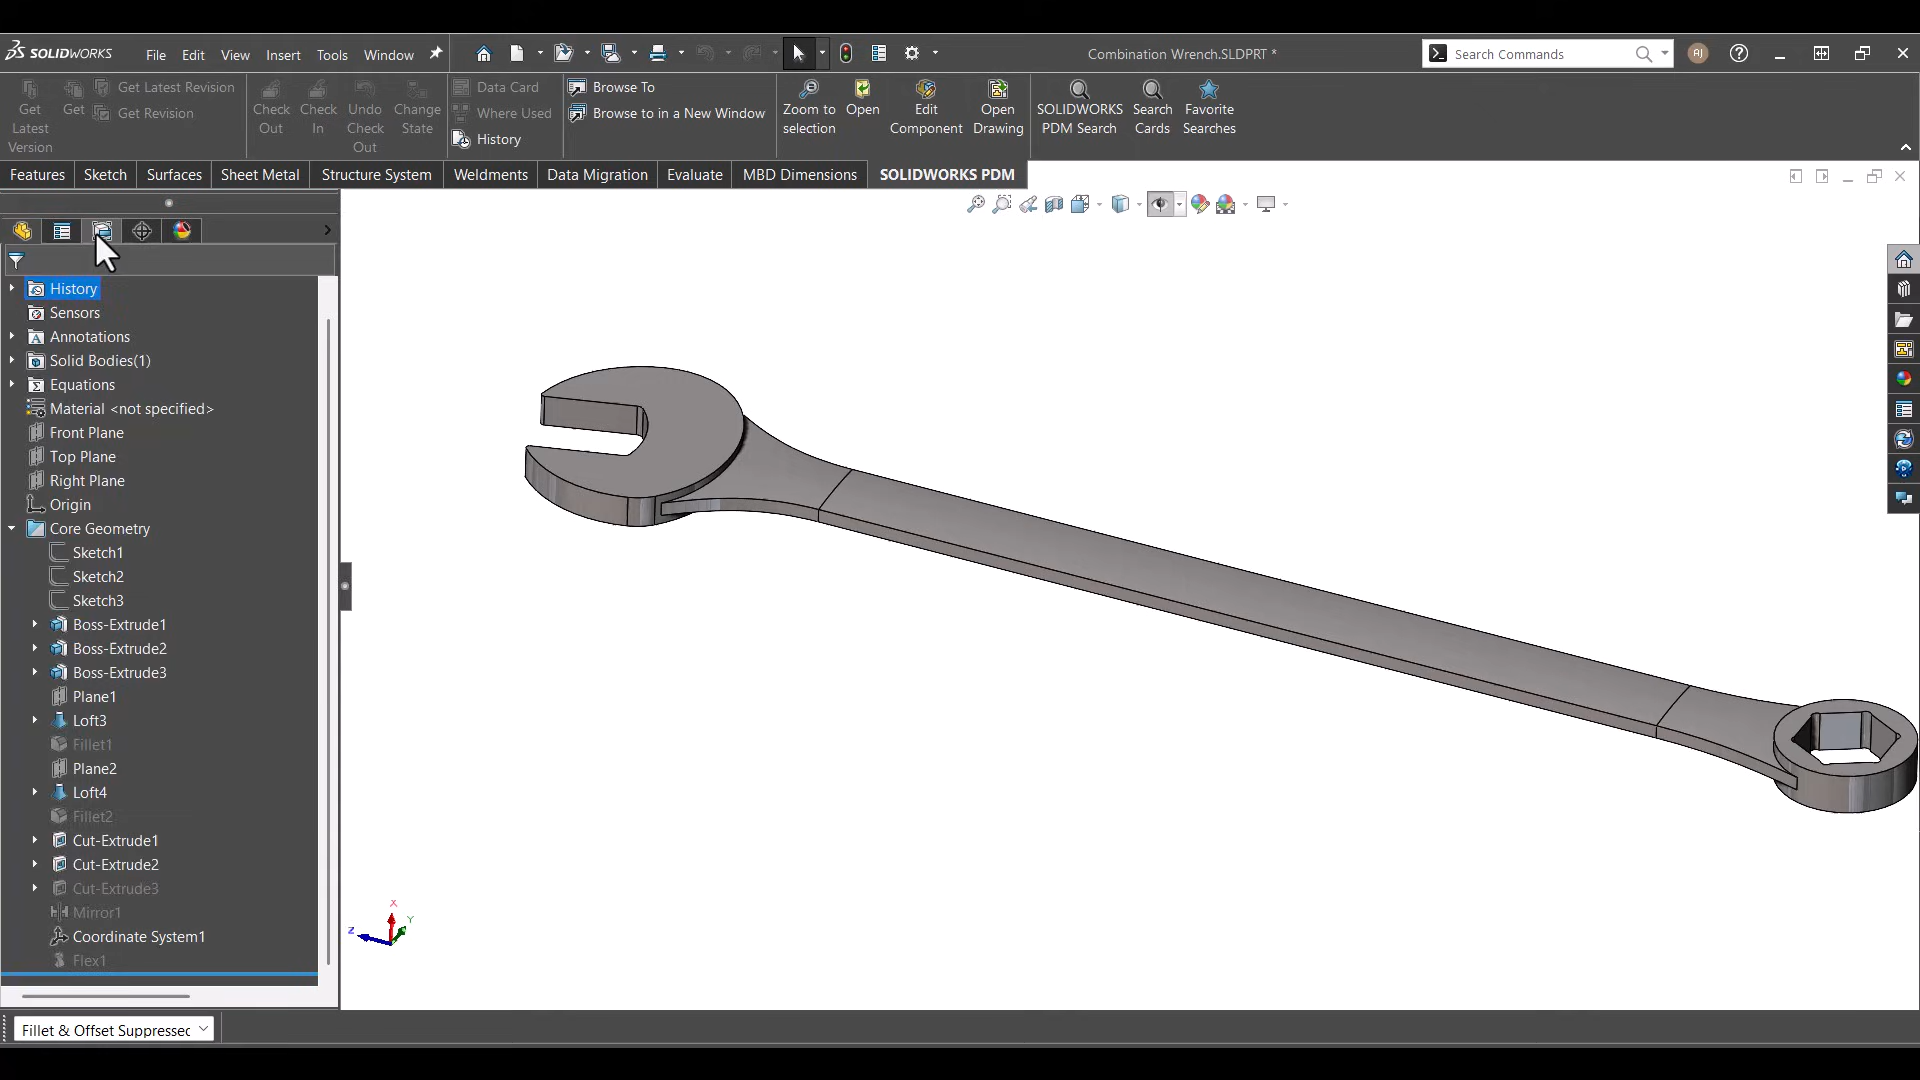 SOLIDWORKS
File Edit View Insert Tools Window
Combination Wrench.SLDPRT *
Search Commands
AJ
Get Latest Version
Get
Get Latest Revision
Get Revision
Check Out
Check In
Undo Check Out
Change State
Data Card
Where Used
History
Browse To
Browse to in a New Window
Zoom to selection
Open
Edit Component
Open Drawing
SOLIDWORKS PDM Search
Search Cards
Favorite Searches
Features Sketch Surfaces Sheet Metal Structure System Weldments Data Migration Evaluate MBD Dimensions SOLIDWORKS PDM
History
Sensors
Annotations
Solid Bodies(1)
Equations
Material <not specified>
Front Plane
Top Plane
Right Plane
Origin
Core Geometry
Sketch1
Sketch2
Sketch3
Boss-Extrude1
Boss-Extrude2
Boss-Extrude3
Plane1
Loft3
Fillet1
Plane2
Loft4
Fillet2
Cut-Extrude1
Cut-Extrude2
Cut-Extrude3
Mirror1
Coordinate System1
Flex1
X
Y
Z
Fillet & Offset Suppressec